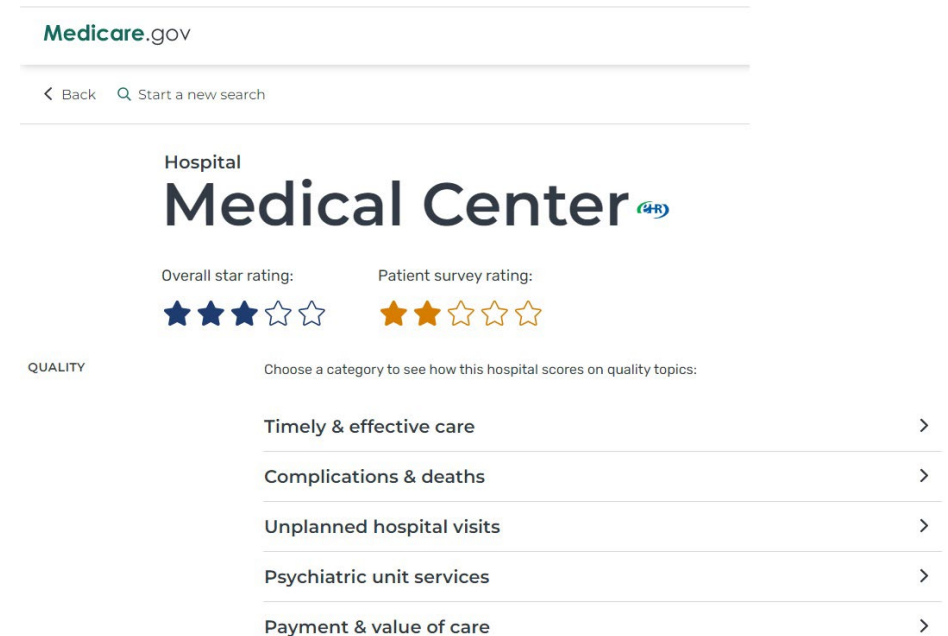 Medicare.gov
Back Start a new search
Hospital
Medical Center HR
Overall star rating: Patient survey rating:
QUALITY Choose a category to see how this hospital scores on quality topics:
Timely & effective care
Complications & deaths
Unplanned hospital visits
Psychiatric unit services
Payment & value of care